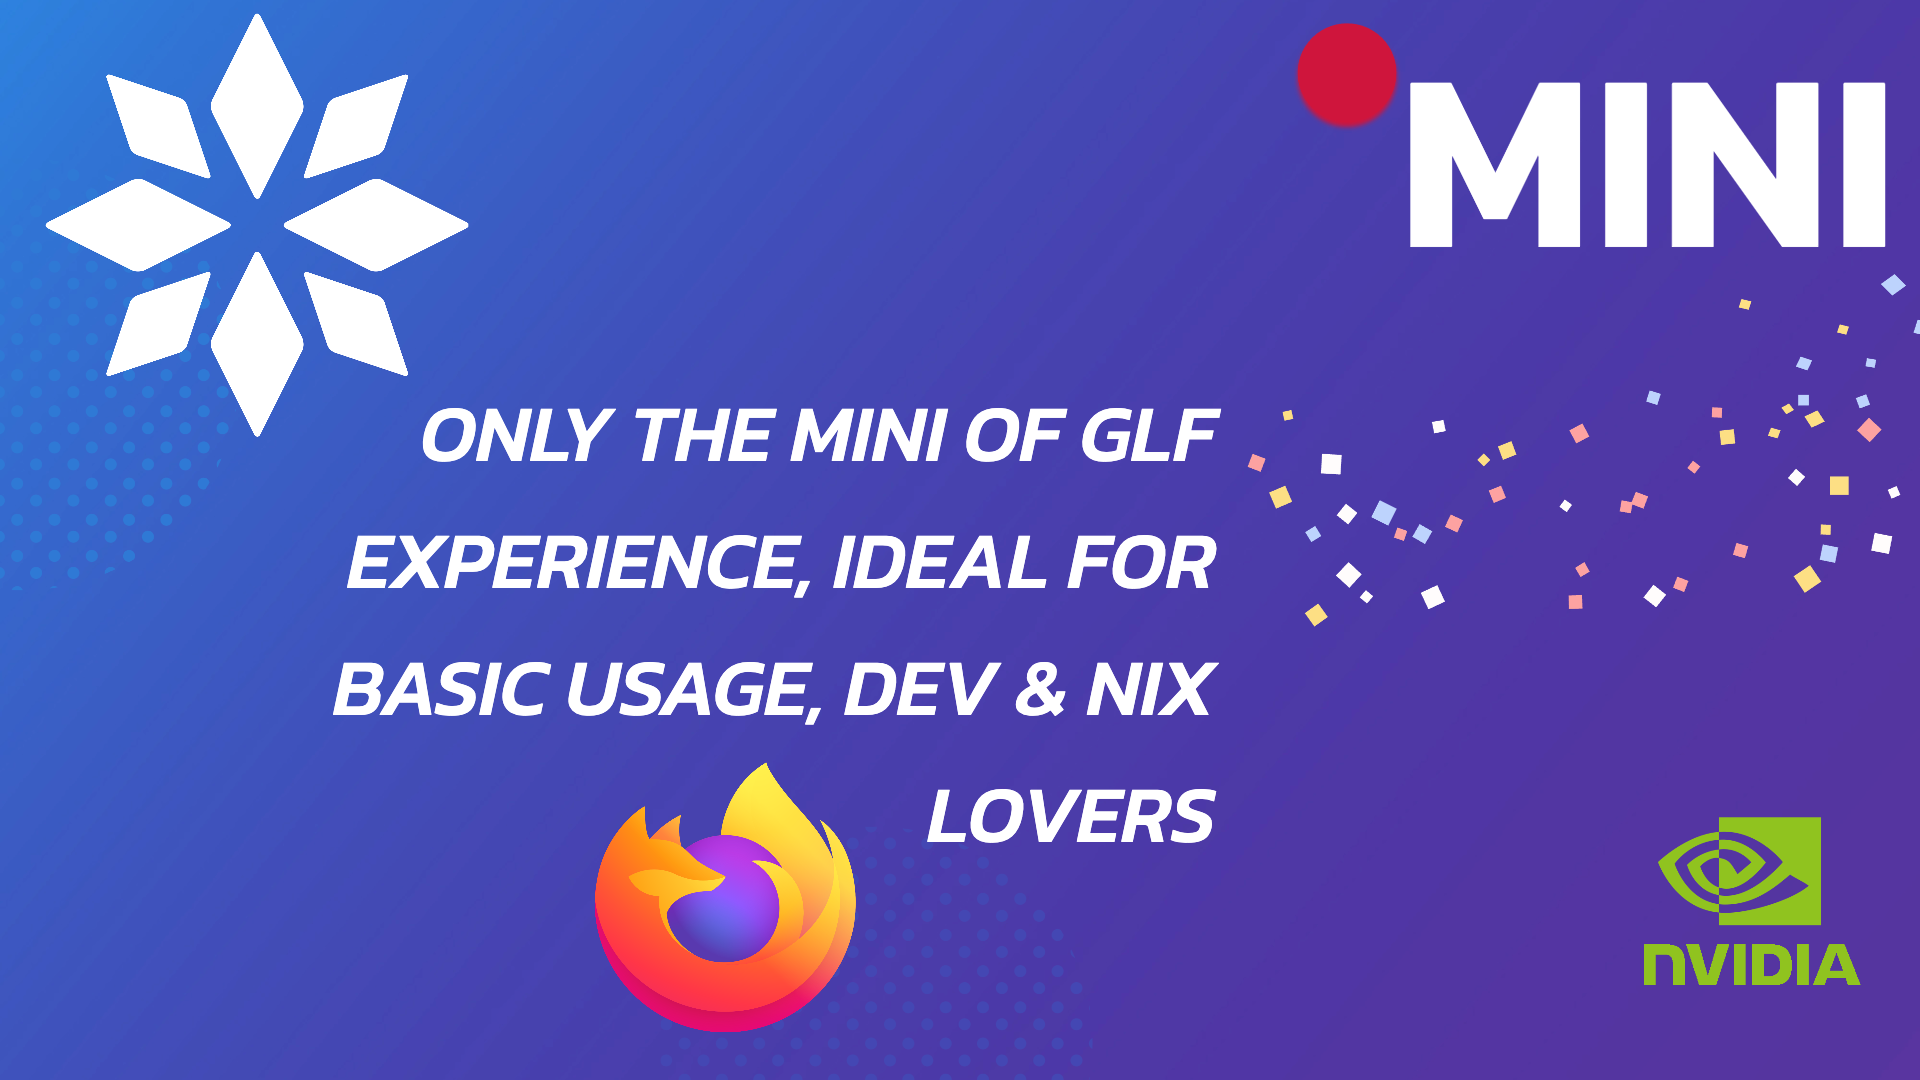 MINI
ONLY THE MINI OF GLF
EXPERIENCE, IDEAL FOR
BASIC USAGE, DEV & NIX
LOVERS
NVIDIA